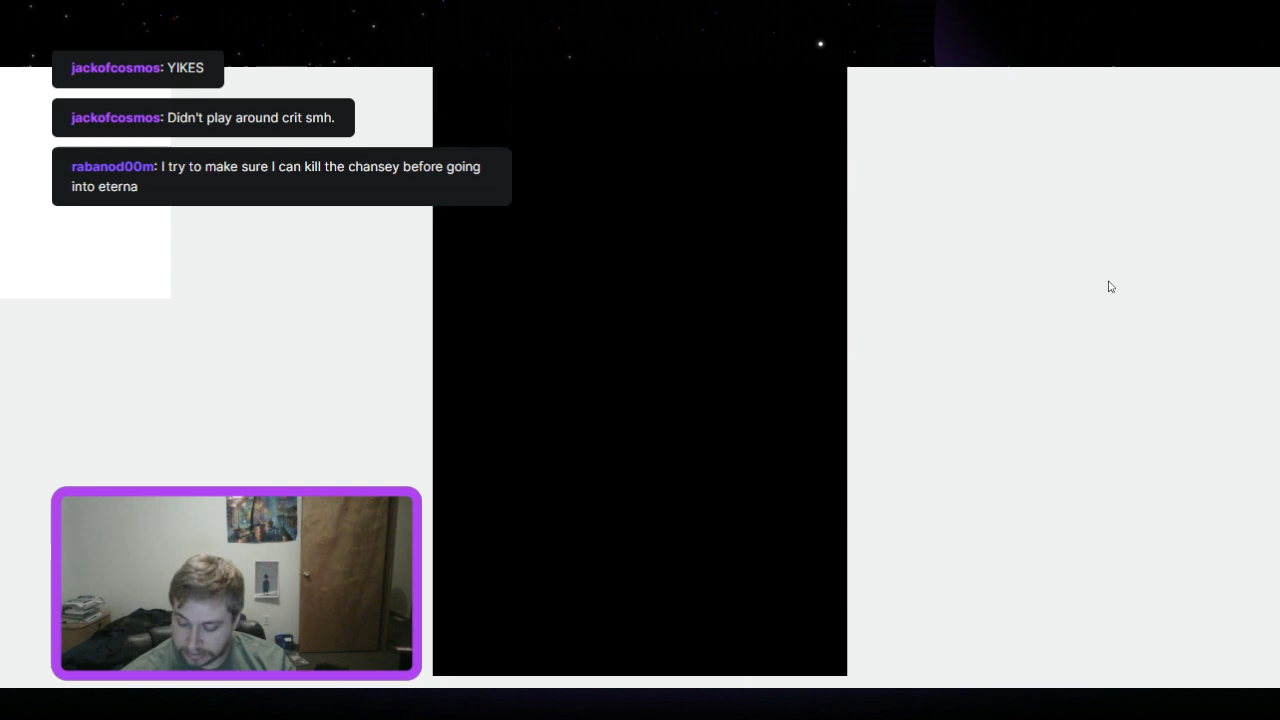 jackofcosmos: YIKES
jackofcosmos: Didn't play around crit smh.
rabanod00m: I try to make sure I can kill the chansey before going
into eterna